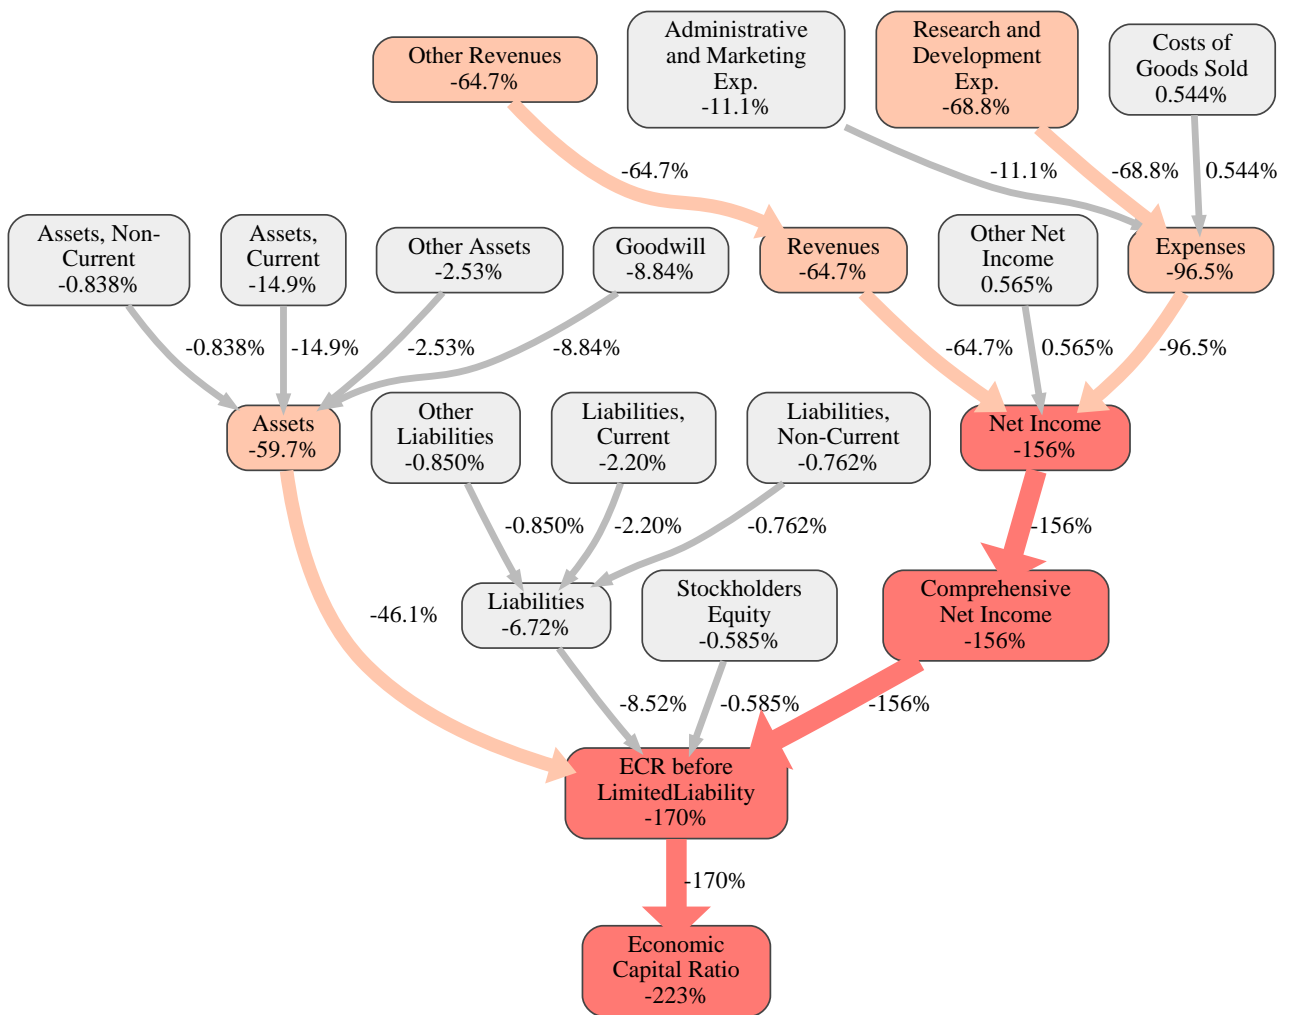 Other Revenues
-64.7%
Administrative
and Marketing
Exp.
-11.1%
Research and
Development
Exp.
-68.8%
Costs of
Goods Sold
0.544%
-64.7%
-11.1%
-68.8%
0.544%
Assets, Non-
Current
-0.838%
Assets,
Current
-14.9%
Other Assets
-2.53%
Goodwill
-8.84%
Revenues
-64.7%
Other Net
Income
0.565%
Expenses
-96.5%
-0.838%
-14.9%
-2.53%
-8.84%
-64.7%
0.565%
-96.5%
Assets
-59.7%
Other
Liabilities
-0.850%
Liabilities,
Current
-2.20%
Liabilities,
Non-Current
-0.762%
Net Income
-156%
-0.850%
-2.20%
-0.762%
-156%
Liabilities
-6.72%
Stockholders
Equity
-0.585%
Comprehensive
Net Income
-156%
-46.1%
-8.52%
-0.585%
-156%
ECR before
LimitedLiability
-170%
-170%
Economic
Capital Ratio
-223%